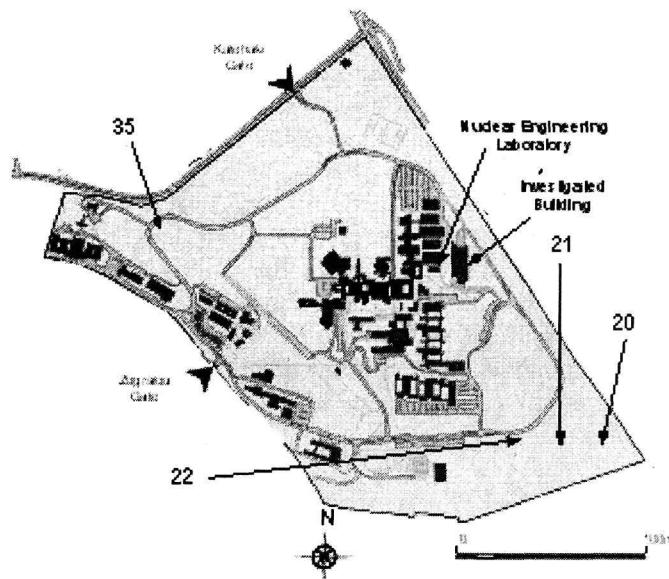 Gate
35
Nuclear Engineering
Laboratory
Investigated
Building
21
20
Gate
22
N
0